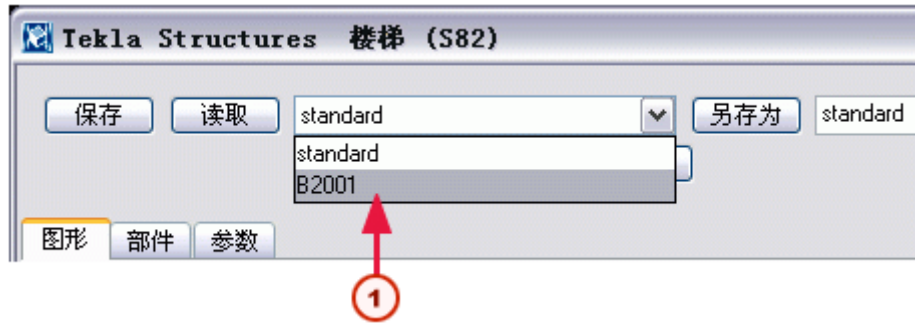 Tekla Structures 楼梯 (S82)
保存 读取 standard 另存为 standard
standard
B2001
图形 部件 参数
1